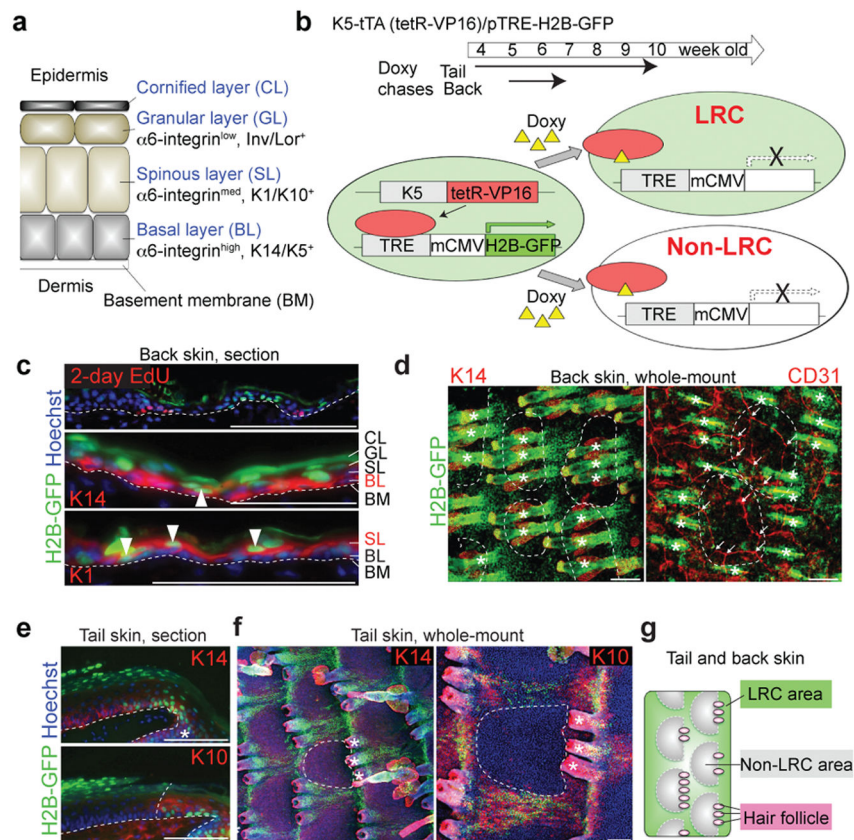 a
Epidermis
Cornified layer (CL)
Granular layer (GL)
α6-integrinlow, Inv/Lor+
Spinous layer (SL)
α6-integrinmed, K1/K10+
Basal layer (BL)
α6-integrinhigh, K14/K5+
Dermis
Basement membrane (BM)
b
K5-tTA (tetR-VP16)/pTRE-H2B-GFP
4 5 6 7 8 9 10 week old
Doxy chases
Tail
Back
Doxy
LRC
K5 tetR-VP16
TRE mCMV H2B-GFP
TRE mCMV
X
Non-LRC
Doxy
TRE mCMV
X
c
Back skin, section
H2B-GFP Hoechst
2-day EdU
K14
CL
GL
SL
BL
BM
K1
SL
BL
BM
d
K14 Back skin, whole-mount CD31
H2B-GFP
* * * * * * * * * *
e
Tail skin, section
H2B-GFP Hoechst
K14
*
K10
f
Tail skin, whole-mount
K14
K10
* * *
* * *
g
Tail and back skin
LRC area
Non-LRC area
Hair follicle